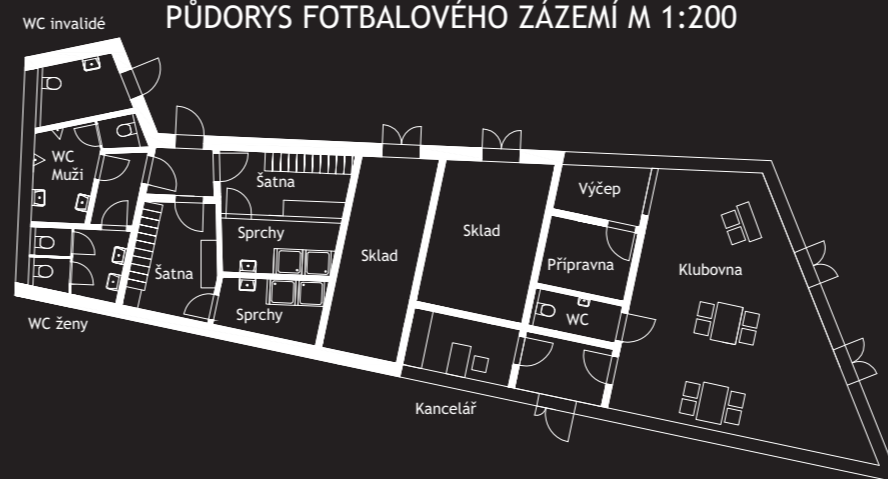 PŮDORYS FOTBALOVÉHO ZÁZEMÍ M 1:200
WC invalidé
WC
Muži
Šatna
Výčep
Sprchy
Sklad
Sklad
Přípravna
Klubovna
Šatna
Sprchy
WC
WC ženy
Kancelář